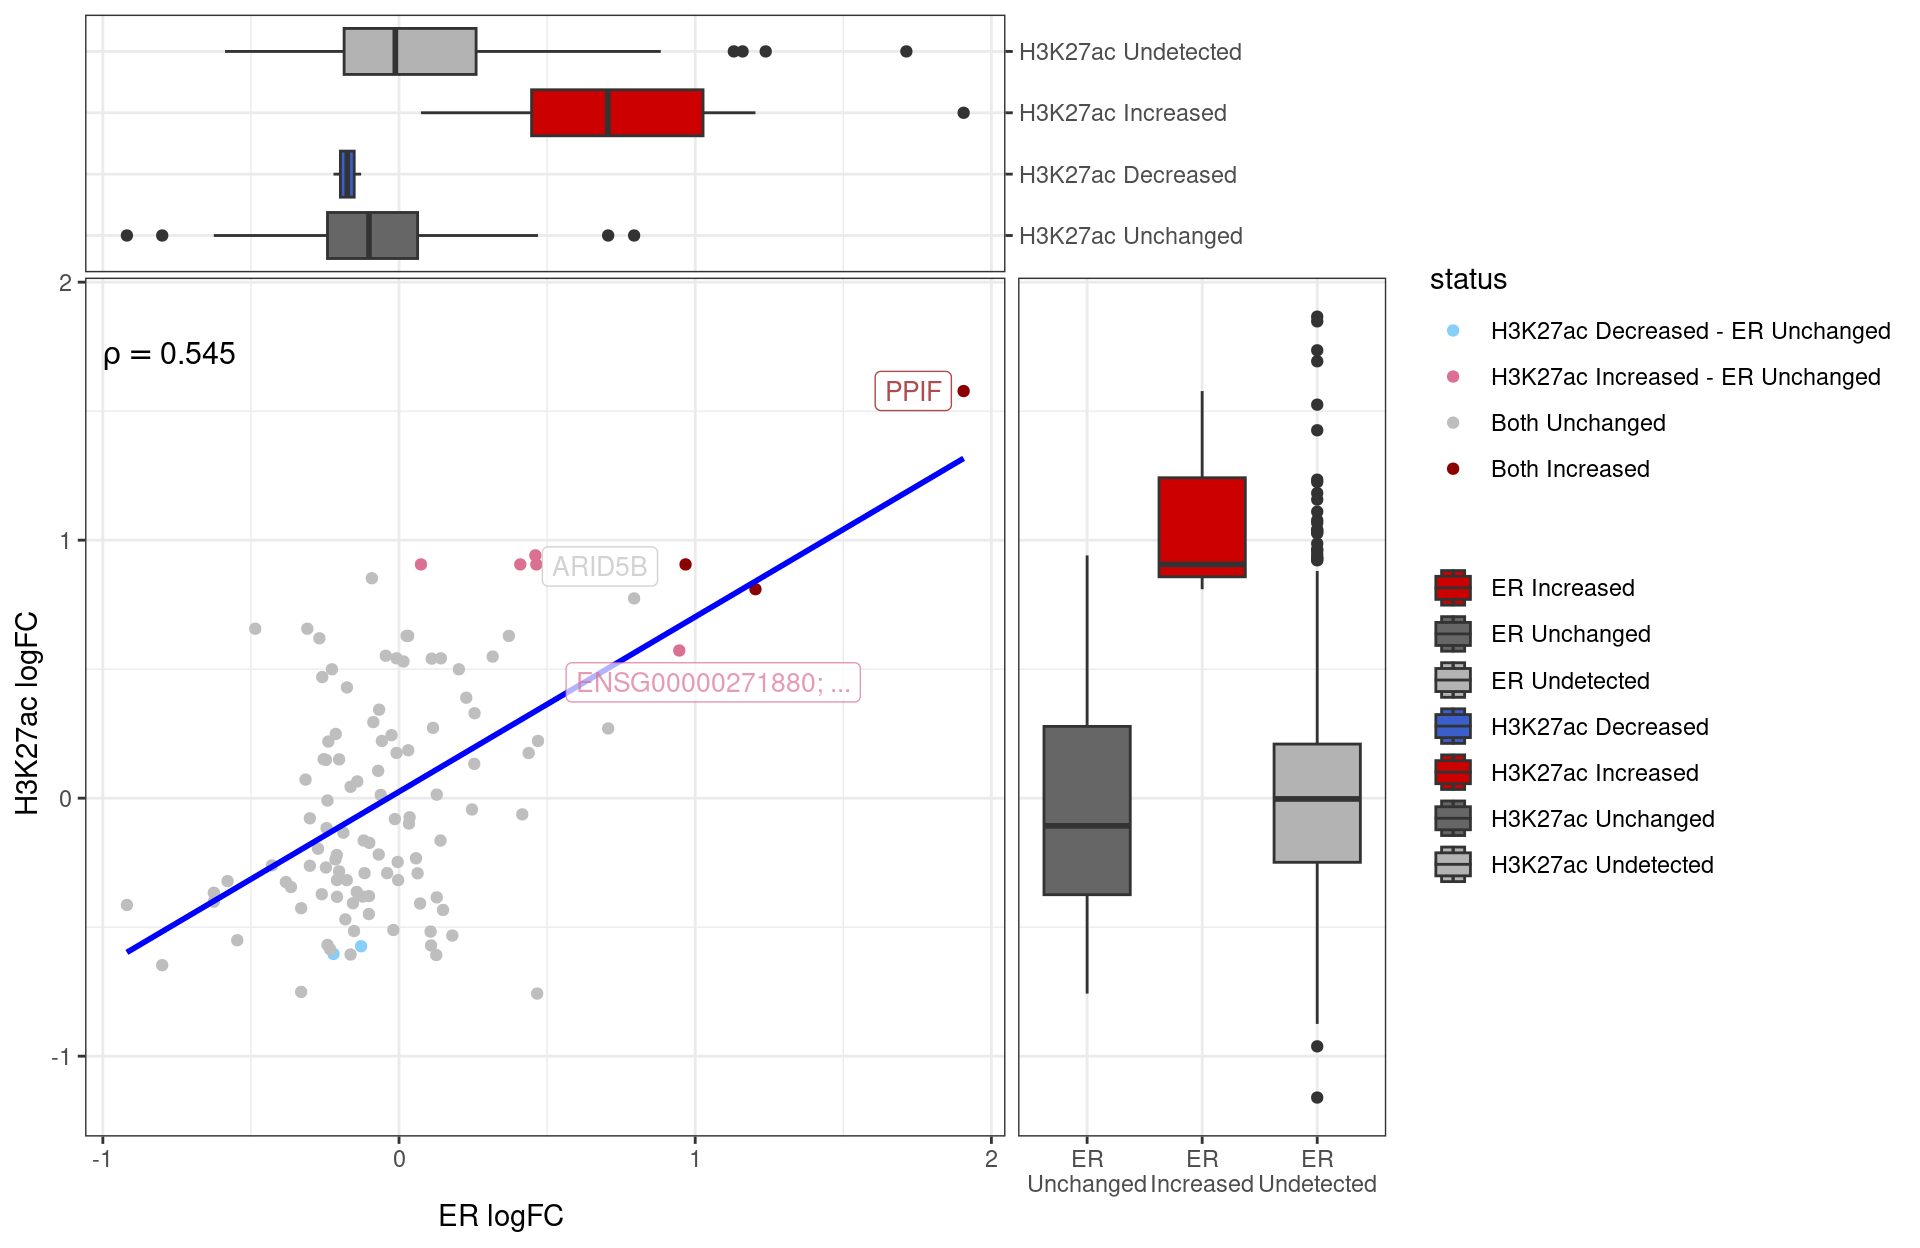 H3K27ac Undetected
H3K27ac Increased
H3K27ac Decreased
H3K27ac Unchanged
2
1
0
-1
H3K27ac logFC
ρ = 0.545
PPIF
ARID5B
ENSG00000271880; ...
-1
0
1
2
ER logFC
ER
Unchanged
ER
Increased
ER
Undetected
status
H3K27ac Decreased - ER Unchanged
H3K27ac Increased - ER Unchanged
Both Unchanged
Both Increased
ER Increased
ER Unchanged
ER Undetected
H3K27ac Decreased
H3K27ac Increased
H3K27ac Unchanged
H3K27ac Undetected